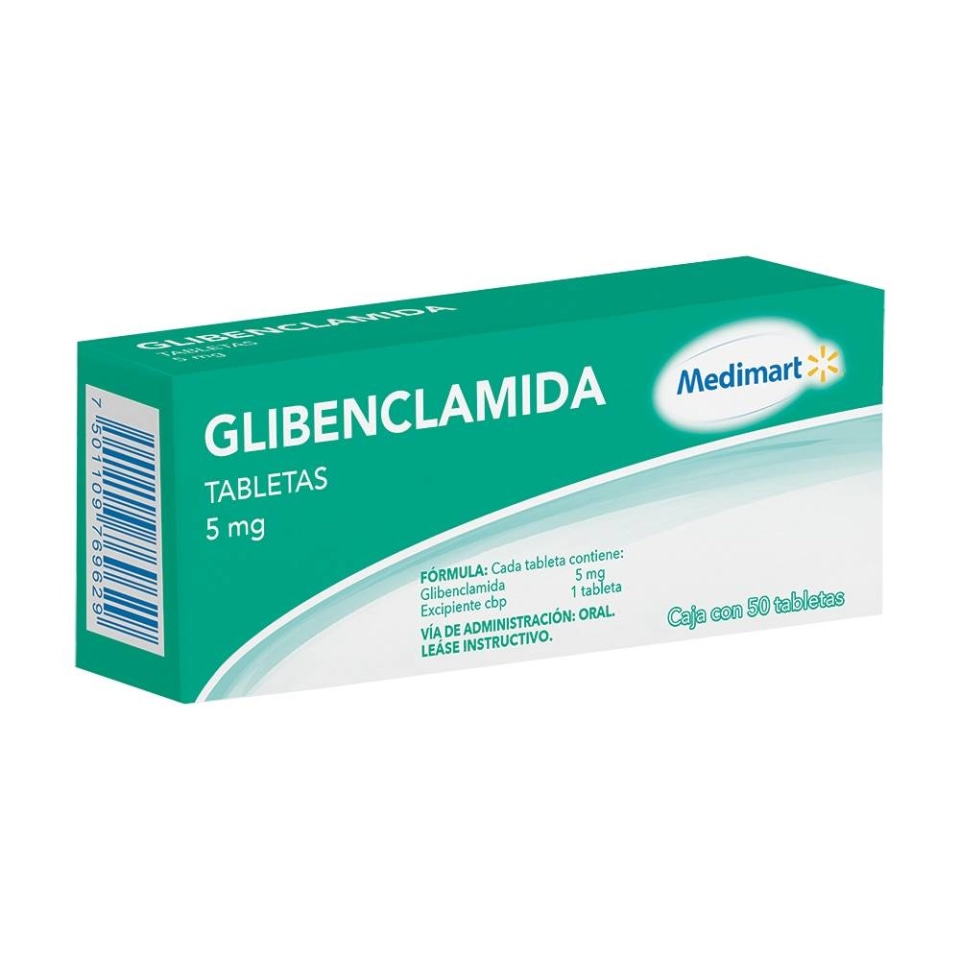 GLIBENCLAMIDA
TABLETAS
5 mg
GLIBENCLAMIDA
TABLETAS
5 mg
Medimart
FÓRMULA: Cada tableta contiene:
Glibenclamida 5 mg
Excipiente cbp 1 tableta
VÍA DE ADMINISTRACIÓN: ORAL.
LEÁSE INSTRUCTIVO.
Caja con 50 tabletas
7 501109 769629